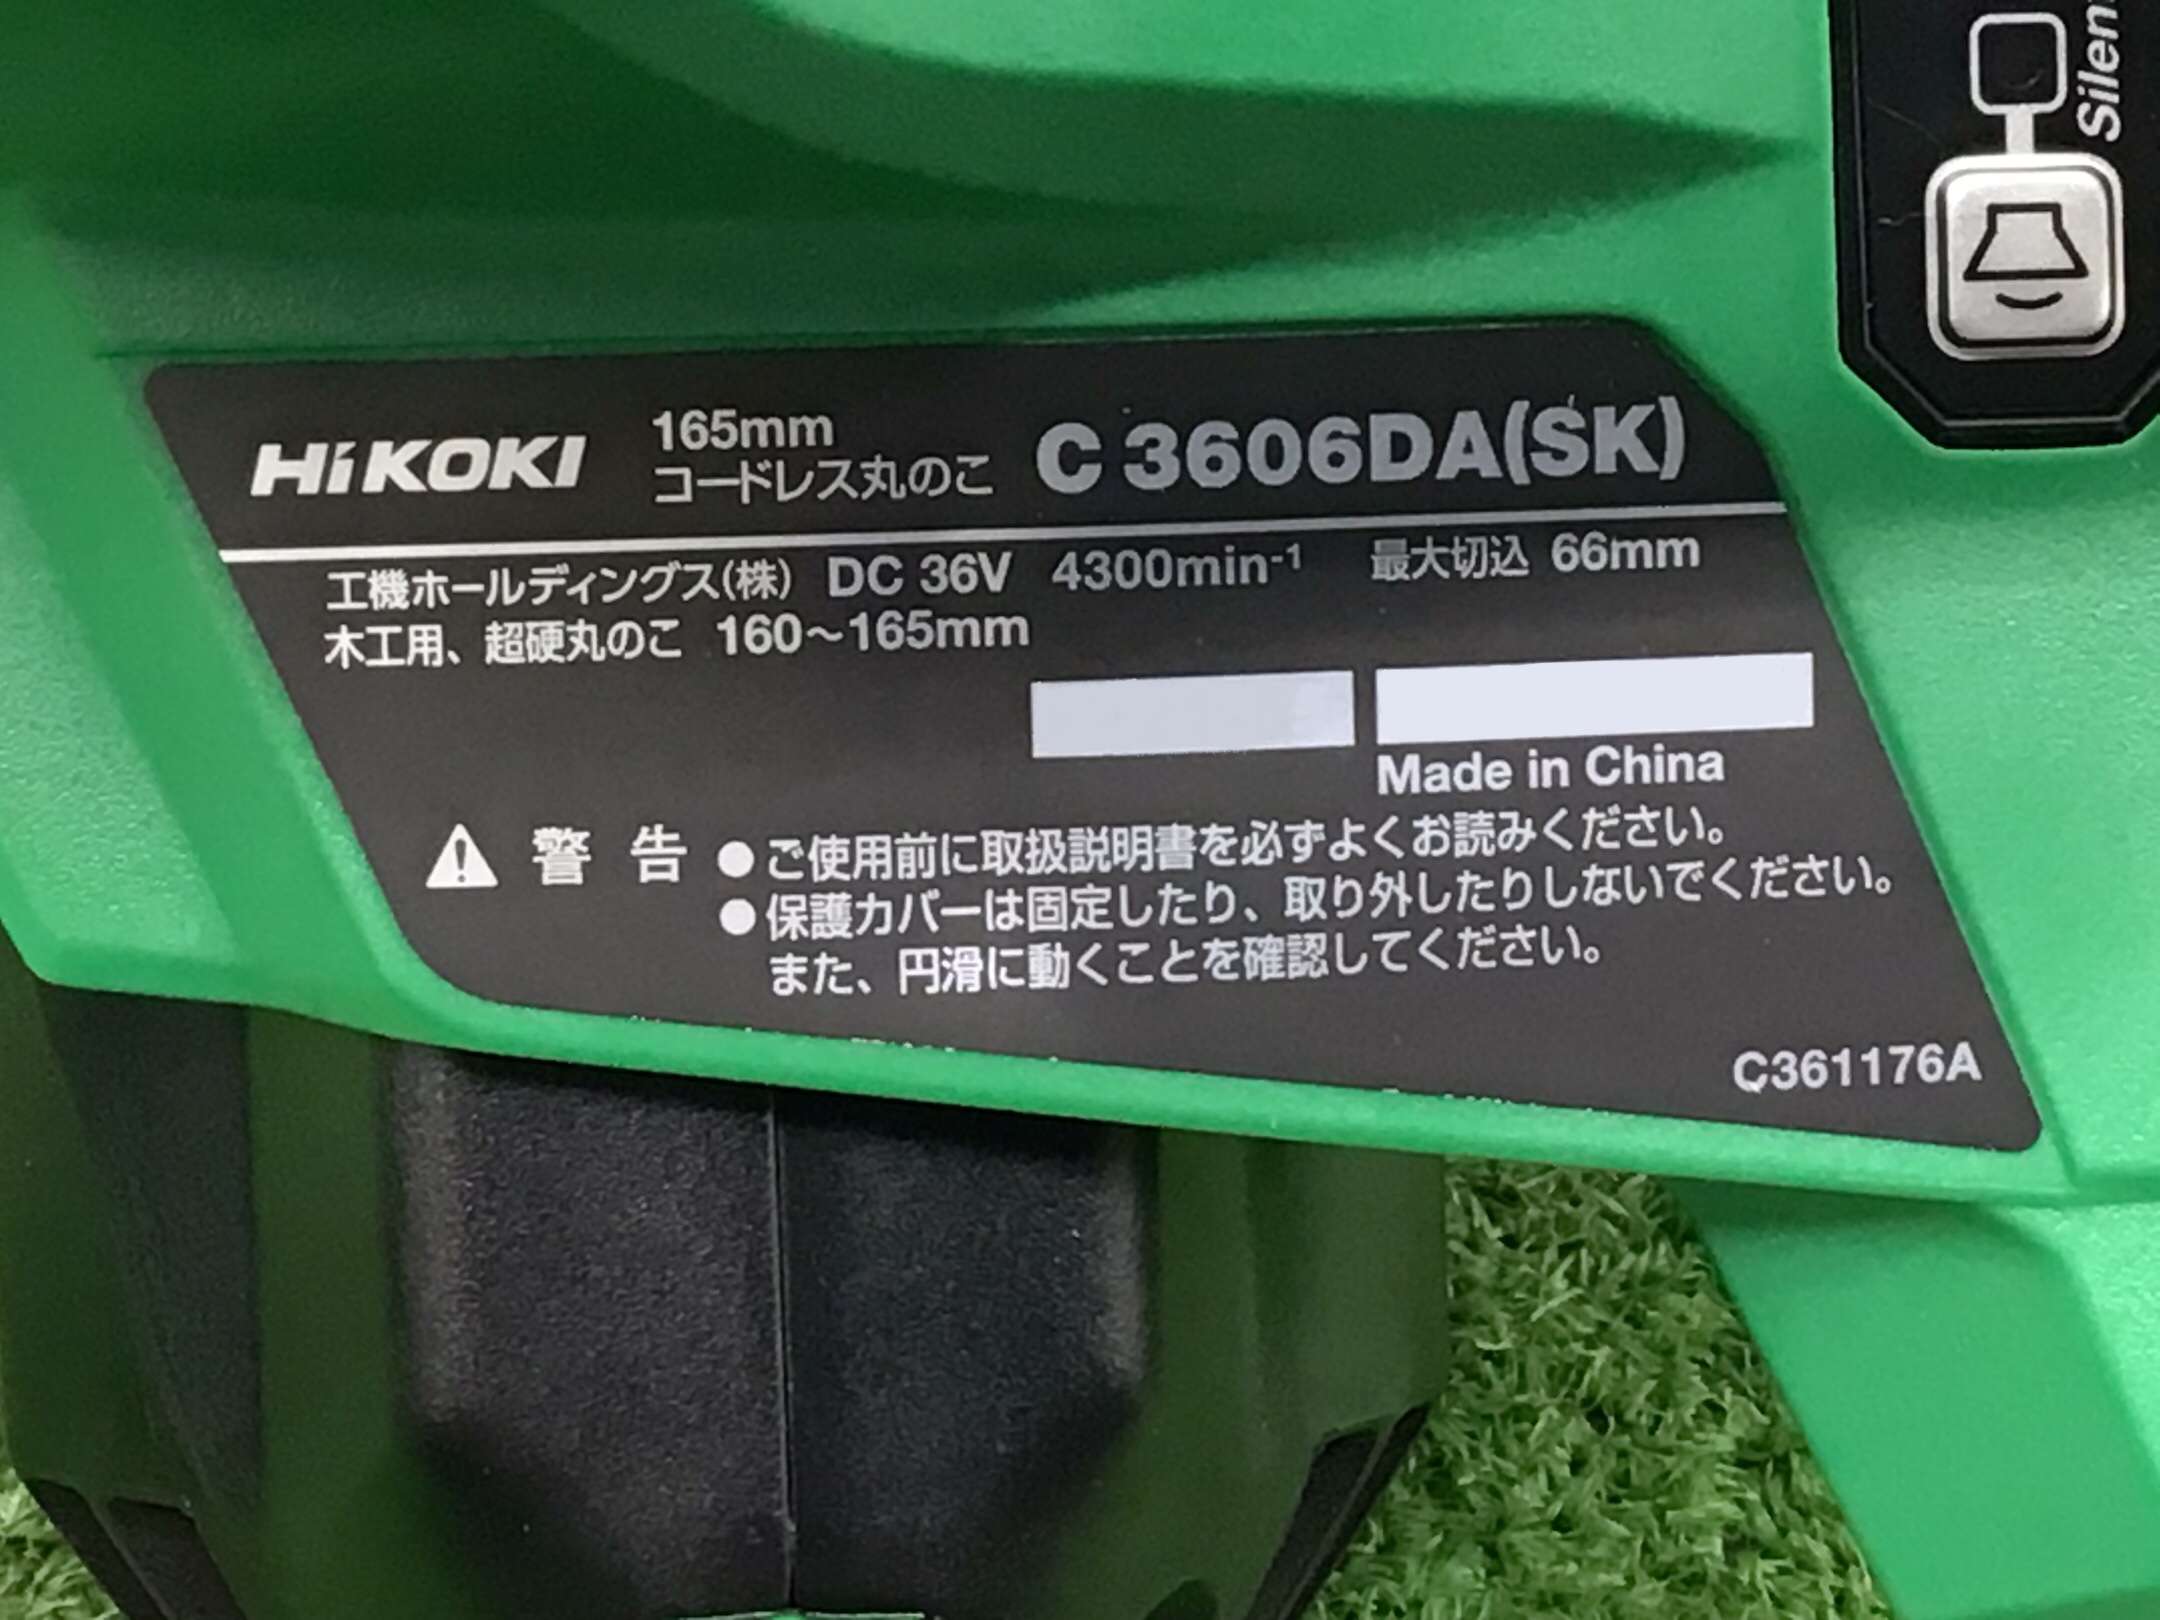 Silen
HiKOKI
165mm
コードレス丸のこ
C 3606DA(SK)
工機ホールディングス(株) DC 36V 4300min-1 最大切込 66mm
木工用、超硬丸のこ 160～165mm
Made in China
警告
●ご使用前に取扱説明書を必ずよくお読みください。
●保護カバーは固定したり、取り外したりしないでください。
また、円滑に動くことを確認してください。
C361176A